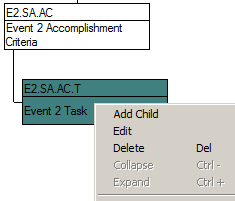 E2.SA.AC
Event 2 Accomplishment
Criteria
E2.SA.AC.T
Event 2 Task
Add Child
Edit
Delete Del
Collapse Ctrl -
Expand Ctrl +